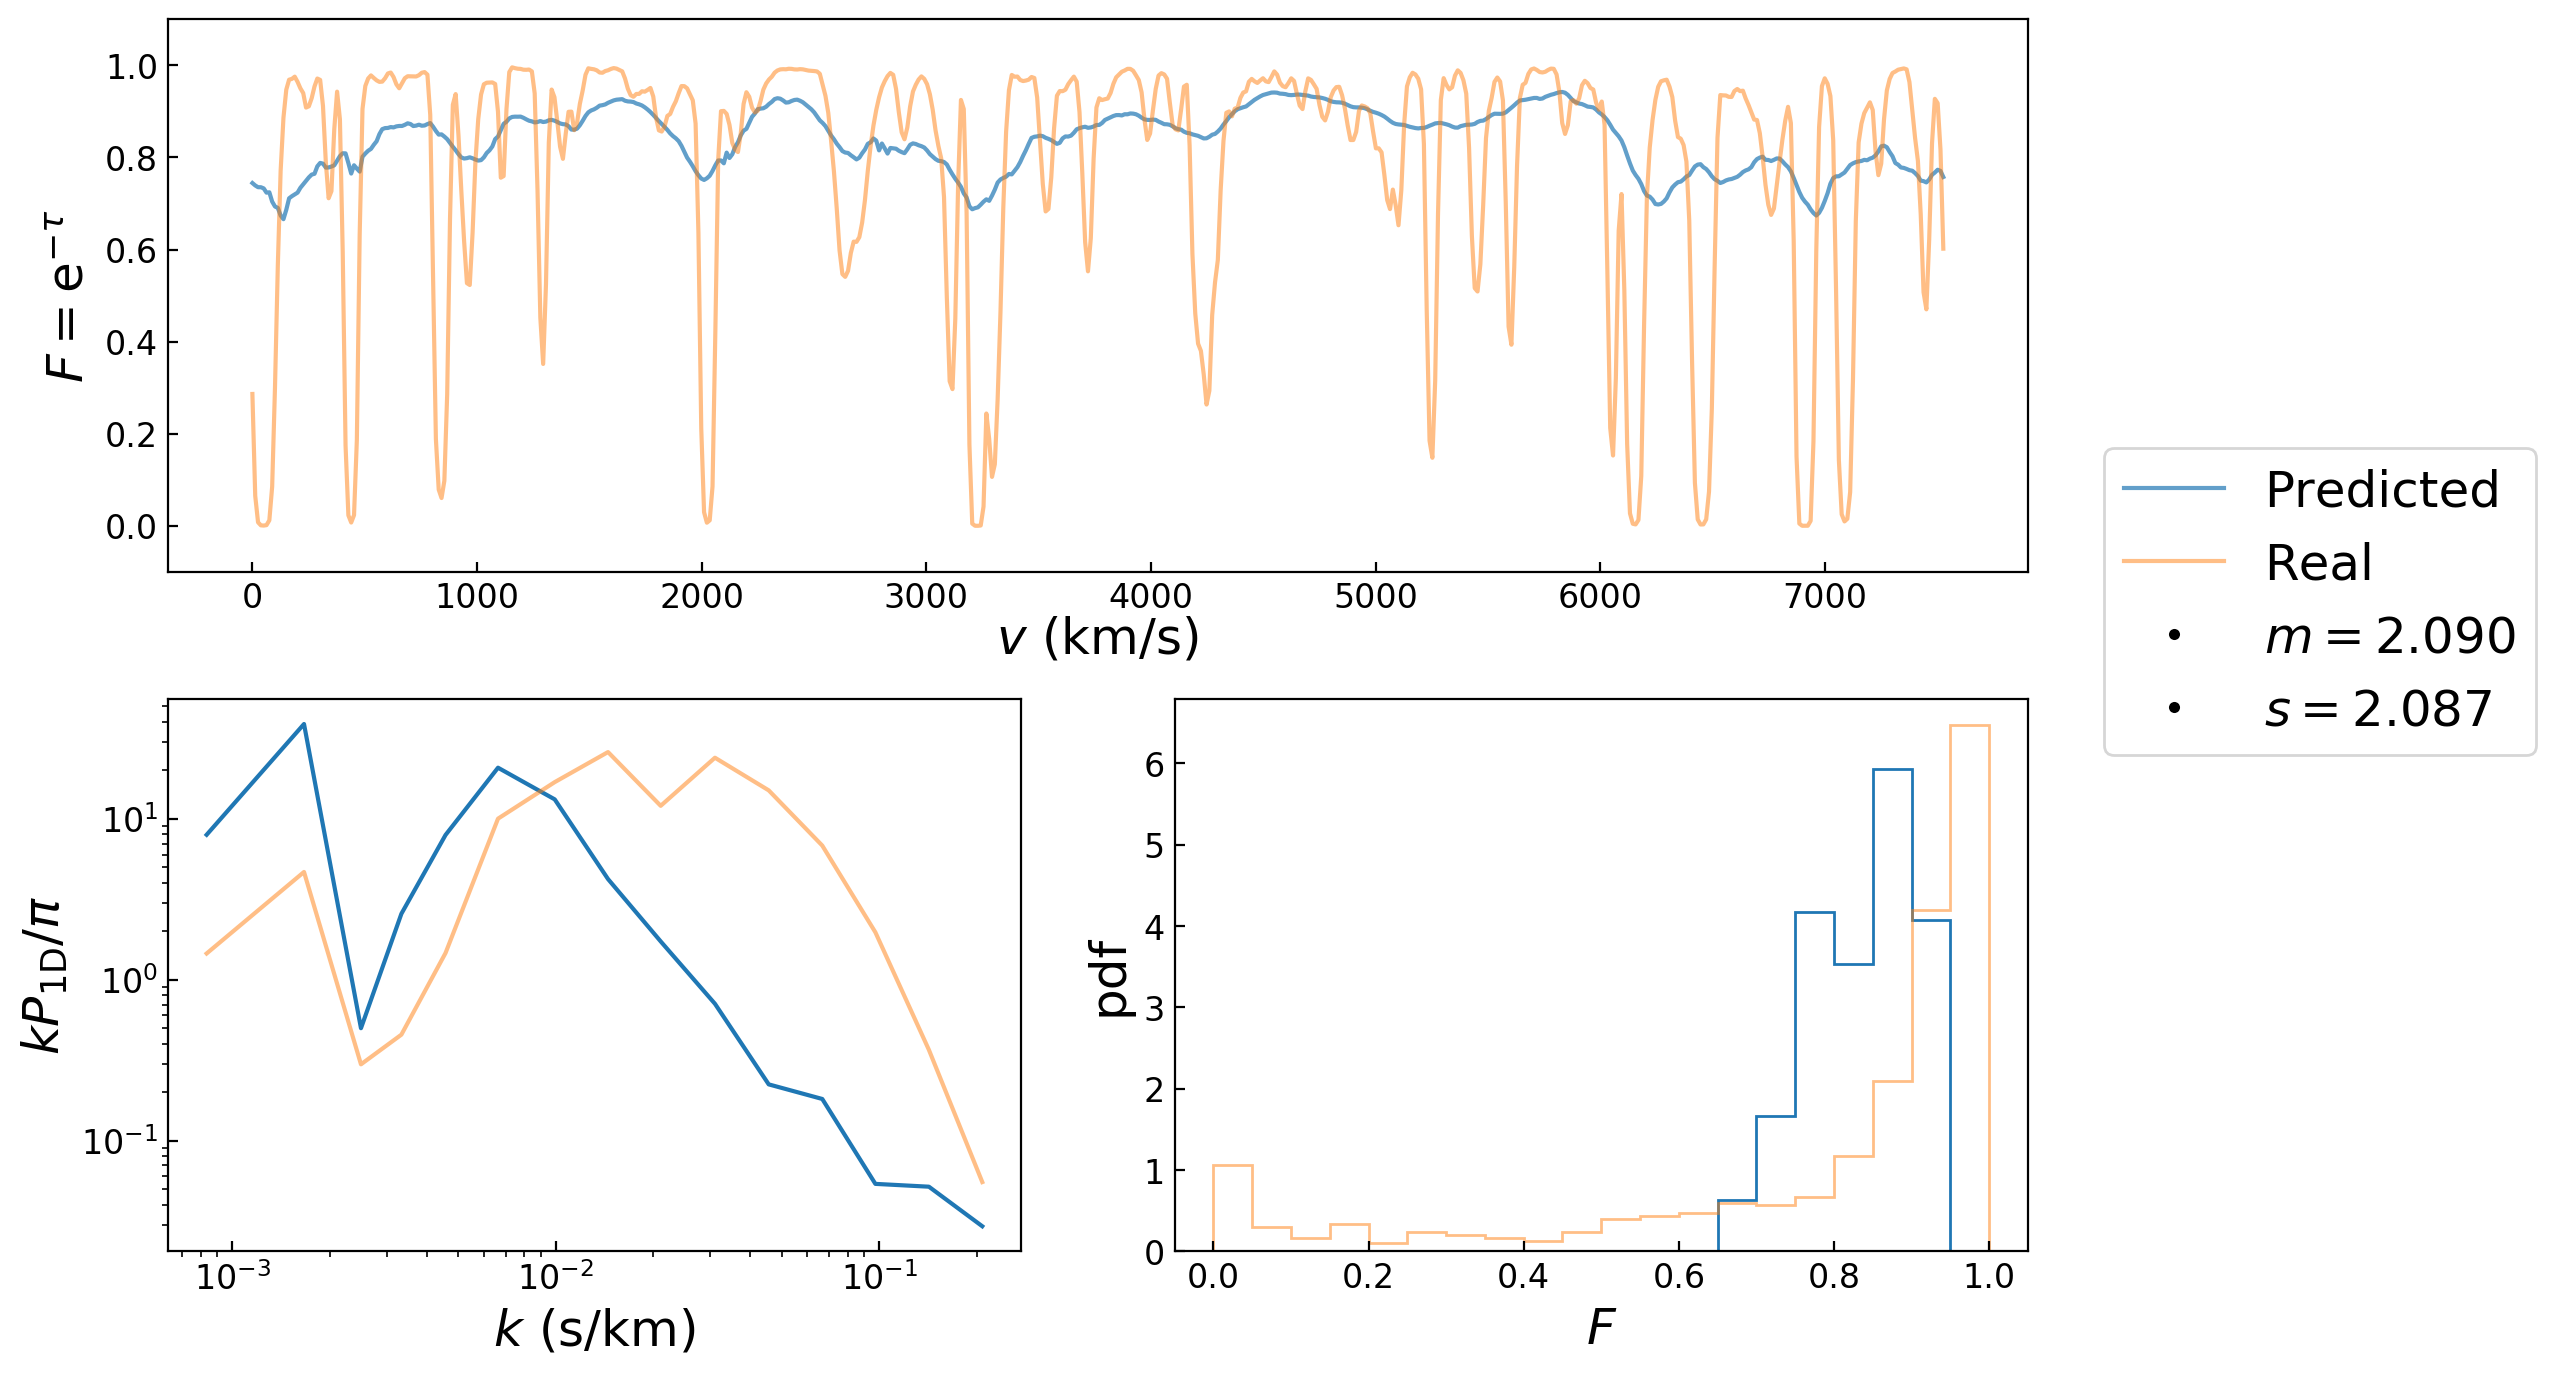 1.0
0.8
0.6
0.4
0.2
0.0
F = e^{−τ}
0 1000 2000 3000 4000 5000 6000 7000
v (km/s)
Predicted
Real
m = 2.090
s = 2.087
10^1
10^0
10^{−1}
kP_{1D}/π
10^{−3} 10^{−2} 10^{−1}
k (s/km)
6
5
4
3
2
1
0
pdf
0.0 0.2 0.4 0.6 0.8 1.0
F